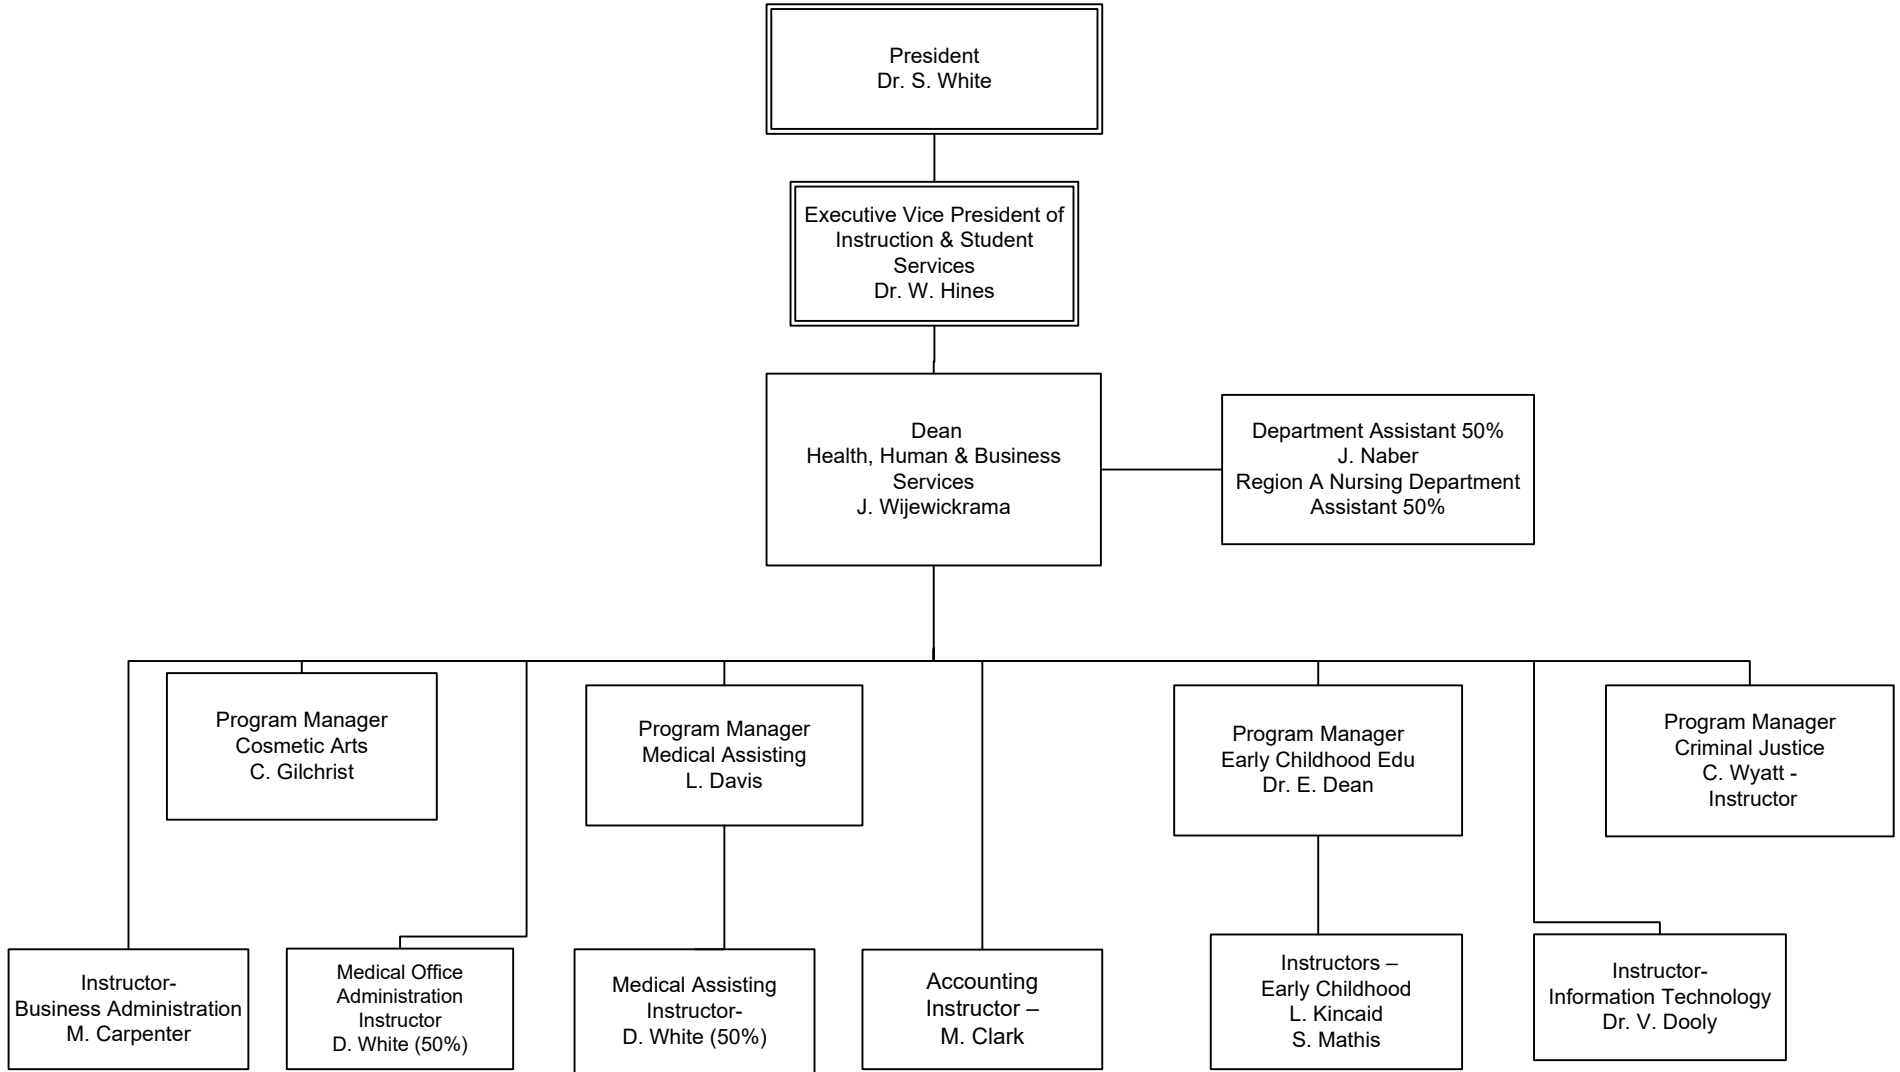 President
Dr. S. White
Executive Vice President of
Instruction & Student
Services
Dr. W. Hines
Dean
Health, Human & Business
Services
J. Wijewickrama
Department Assistant 50%
J. Naber
Region A Nursing Department
Assistant 50%
Program Manager
Cosmetic Arts
C. Gilchrist
Program Manager
Medical Assisting
L. Davis
Program Manager
Early Childhood Edu
Dr. E. Dean
Program Manager
Criminal Justice
C. Wyatt -
Instructor
Instructor-
Business Administration
M. Carpenter
Medical Office
Administration
Instructor
D. White (50%)
Medical Assisting
Instructor-
D. White (50%)
Accounting
Instructor –
M. Clark
Instructors –
Early Childhood
L. Kincaid
S. Mathis
Instructor-
Information Technology
Dr. V. Dooly